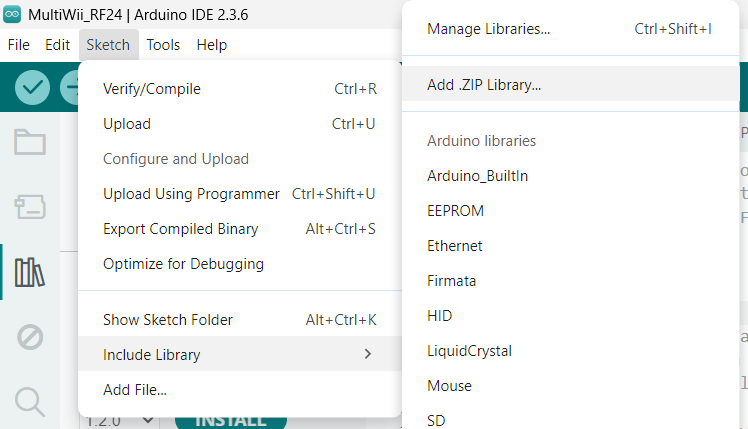 MultiWii_RF24 | Arduino IDE 2.3.6
File Edit Sketch Tools Help
Verify/Compile Ctrl+R
Upload Ctrl+U
Configure and Upload
Upload Using Programmer Ctrl+Shift+U
Export Compiled Binary Alt+Ctrl+S
Optimize for Debugging
Show Sketch Folder Alt+Ctrl+K
Include Library
Add File...
1.2.0 INSTALL
Manage Libraries... Ctrl+Shift+I
Add .ZIP Library...
Arduino libraries
Arduino_BuiltIn
EEPROM
Ethernet
Firmata
HID
LiquidCrystal
Mouse
SD